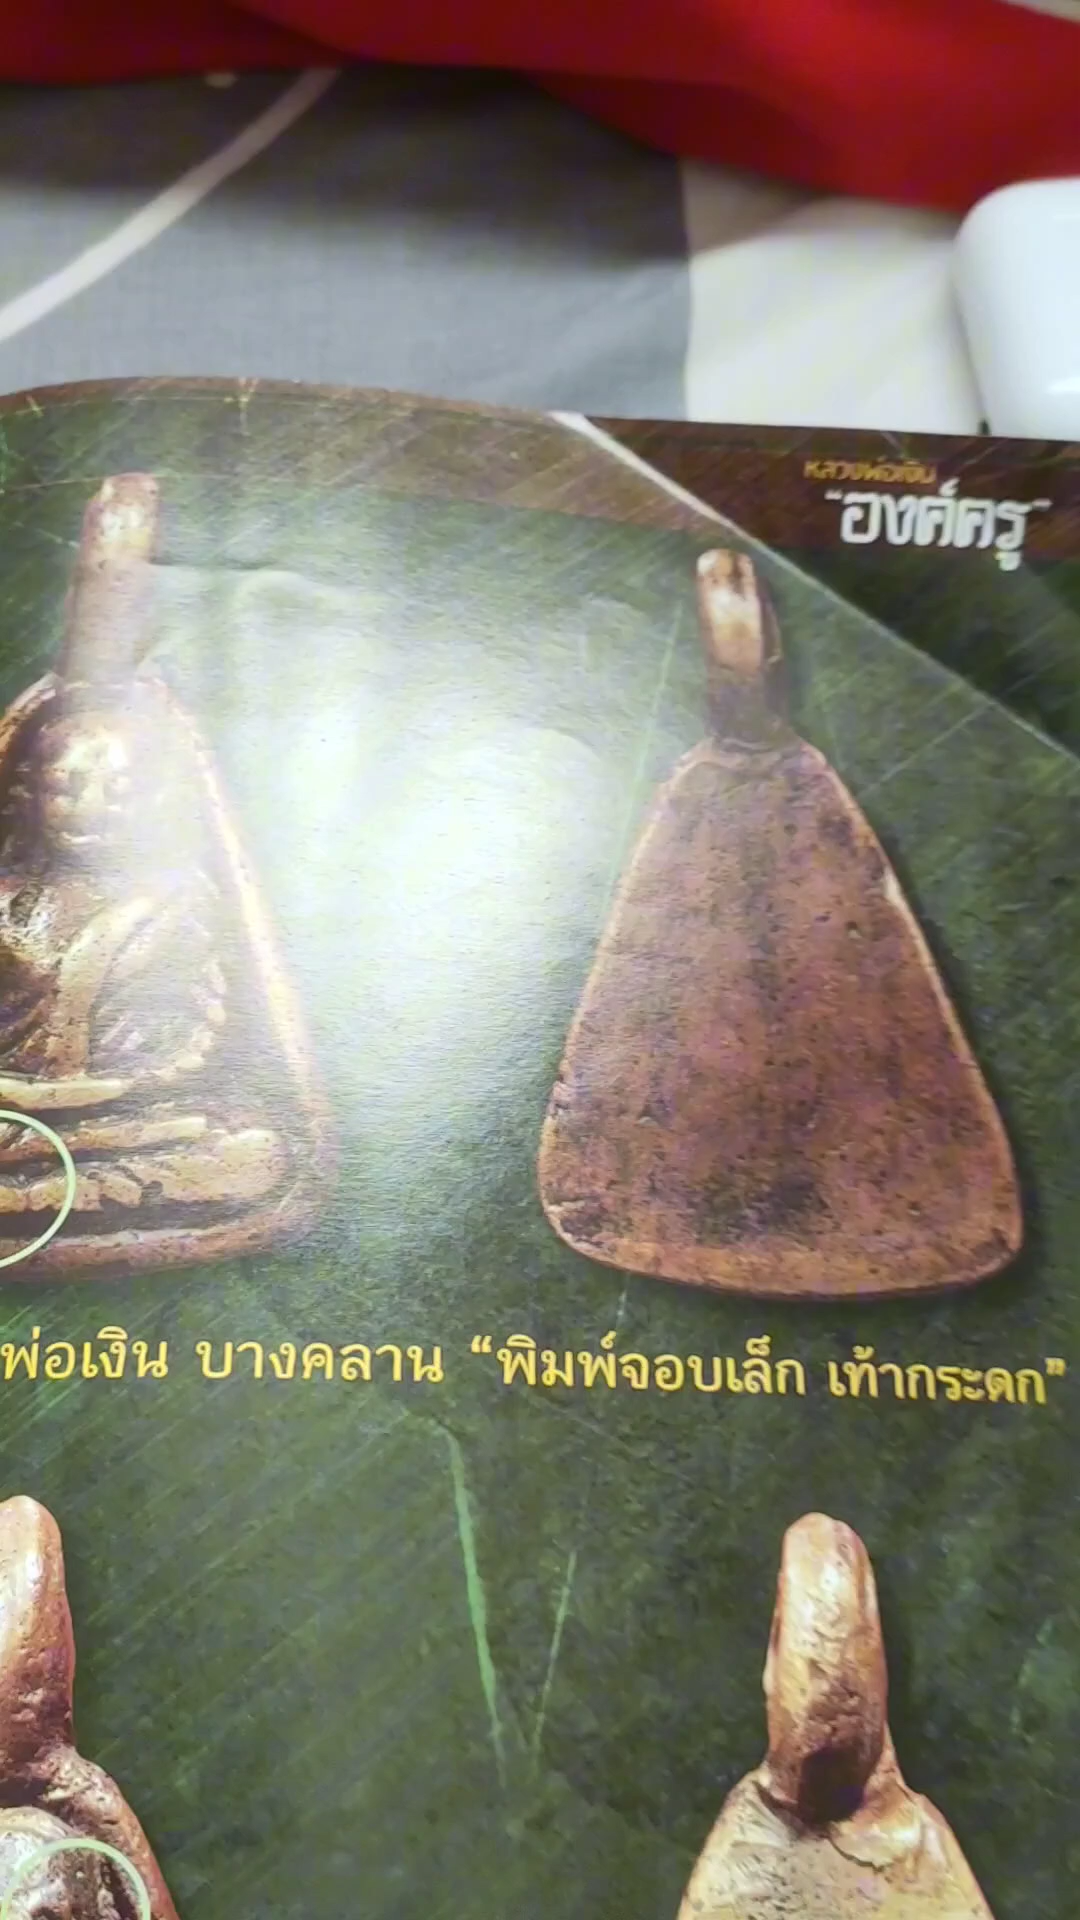 หลวงพ่อเงิน
"องค์ครู"
พ่อเงิน บางคลาน "พิมพ์จอบเล็ก เท้ากระดก"